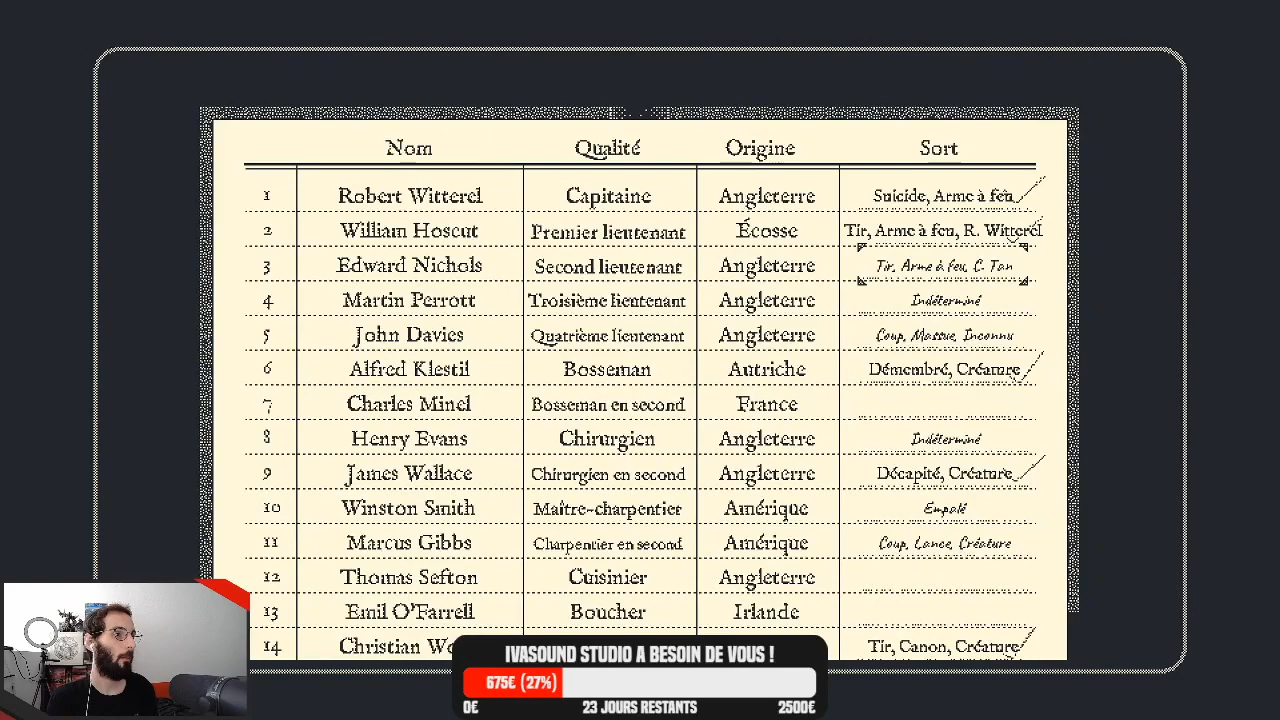 Nom Qualité Origine Sort
1 Robert Witterel Capitaine Angleterre Suicide, Arme à feu
2 William Hoscut Premier lieutenant Écosse Tir, Arme à feu, R. Witterel
3 Edward Nichols Second lieutenant Angleterre Tir, Arme à feu, C. Tan
4 Martin Perrott Troisième lieutenant Angleterre Indéterminé
5 John Davies Quatrième lieutenant Angleterre Coup, Massue, Inconnu
6 Alfred Klestil Bosseman Autriche Démembré, Créature
7 Charles Miner Bosseman en second France
8 Henry Evans Chirurgien Angleterre Indéterminé
9 James Wallace Chirurgien en second Angleterre Décapité, Créature
10 Winston Smith Maître-charpentier Amérique Empalé
11 Marcus Gibbs Charpentier en second Amérique Coup, Lance, Créature
12 Thomas Sefton Cuisinier Angleterre
13 Emil O'Farrell Boucher Irlande
14 Christian Tir, Canon, Créature
IVASOUND STUDIO A BESOIN DE VOUS !
675€ (27%)
0€ 23 JOURS RESTANTS 2500€